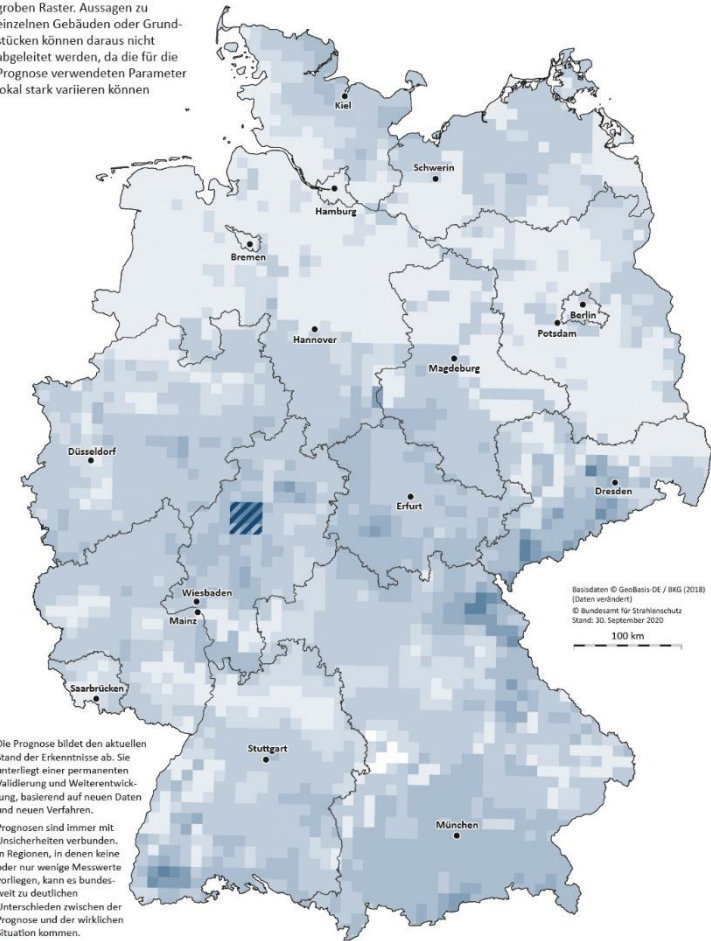 groben Raster. Aussagen zu
einzelnen Gebäuden oder Grund-
stücken können daraus nicht
abgeleitet werden, da die für die
Prognose verwendeten Parameter
lokal stark variieren können
Kiel
Schwerin
Hamburg
Bremen
Berlin
Potsdam
Hannover
Magdeburg
Düsseldorf
Dresden
Erfurt
Wiesbaden
Mainz
Basisdaten © GeoBasis-DE / BKG (2018)
(Daten verändert)
© Bundesamt für Strahlenschutz
Stand: 30. September 2020
100 km
Saarbrücken
Stuttgart
München
Die Prognose bildet den aktuellen
Stand der Erkenntnisse ab. Sie
unterliegt einer permanenten
Validierung und Weiterentwick-
lung, basierend auf neuen Daten
und neuen Verfahren.
Prognosen sind immer mit
Unsicherheiten verbunden.
In Regionen, in denen keine
oder nur wenige Messwerte
vorliegen, kann es bundes-
weit zu deutlichen
Unterschieden zwischen der
Prognose und der wirklichen
Situation kommen.